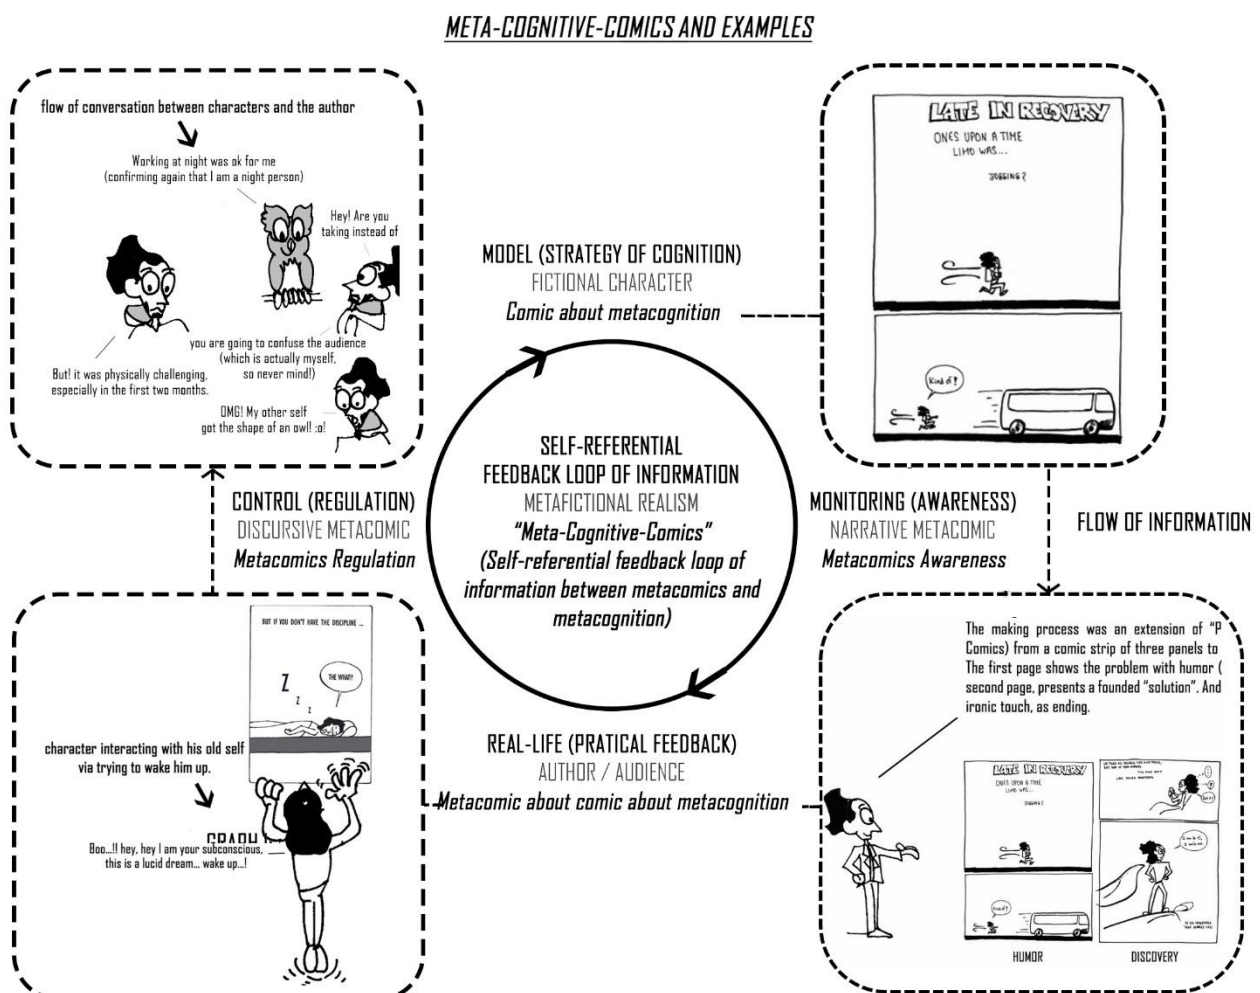 META-COGNITIVE-COMICS AND EXAMPLES
flow of conversation between characters and the author
Working at night was ok for me
(confirming again that I am a night person)
Hey! Are you
taking instead of
you are going to confuse the audience
(which is actually myself,
so never mind!)
But! it was physically challenging,
especially in the first two months.
OMG! My other self
got the shape of an owl! :o!
MODEL (STRATEGY OF COGNITION)
FICTIONAL CHARACTER
Comic about metacognition
LATE IN RECOVERY
ONES UPON A TIME
LIMO WAS...
JOGGING?
Kind of?
SELF-REFERENTIAL
FEEDBACK LOOP OF INFORMATION
METAFICTIONAL REALISM
"Meta-Cognitive-Comics"
(Self-referential feedback loop of
information between metacomics and
metacognition)
CONTROL (REGULATION)
DISCURSIVE METACOMIC
Metacomics Regulation
MONITORING (AWARENESS)
NARRATIVE METACOMIC
Metacomics Awareness
FLOW OF INFORMATION
REAL-LIFE (PRATICAL FEEDBACK)
AUTHOR / AUDIENCE
Metacomic about comic about metacognition
BUT IF YOU DON'T HAVE THE DISCIPLINE ...
Z
Z
Z
THE WHAT!!
character interacting with his old self
via trying to wake him up.
Boo...!! hey, hey I am your subconscious,
this is a lucid dream... wake up...!
The making process was an extension of "P
Comics) from a comic strip of three panels to
The first page shows the problem with humor (
second page, presents a founded "solution". And
ironic touch, as ending.
LATE IN RECOVERY
ONES UPON A TIME
LIMO WAS...
JOGGING?
Kind of?
HUMOR
DISCOVERY